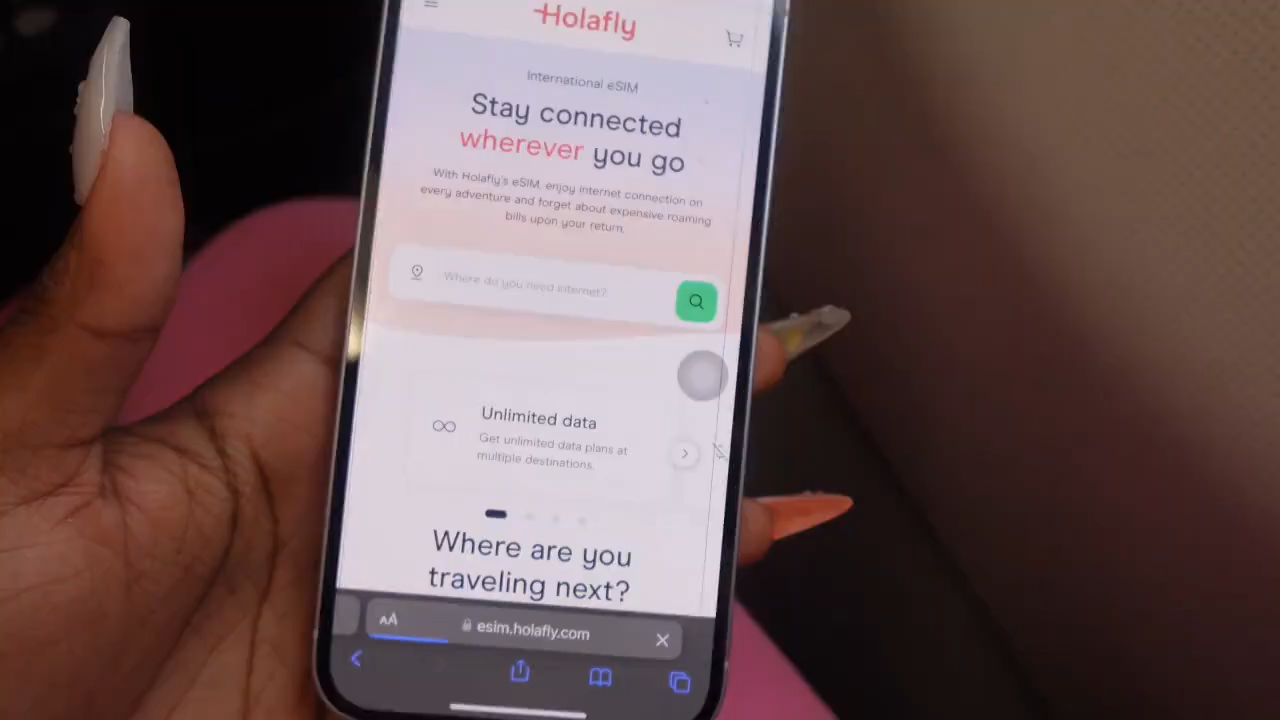 Holafly
International eSIM
Stay connected
wherever you go
With Holafly's eSIM, enjoy internet connection on
every adventure and forget about expensive roaming
bills upon your return.
Where do you need internet?
Unlimited data
Get unlimited data plans at
multiple destinations.
Where are you
traveling next?
AA
esim.holafly.com